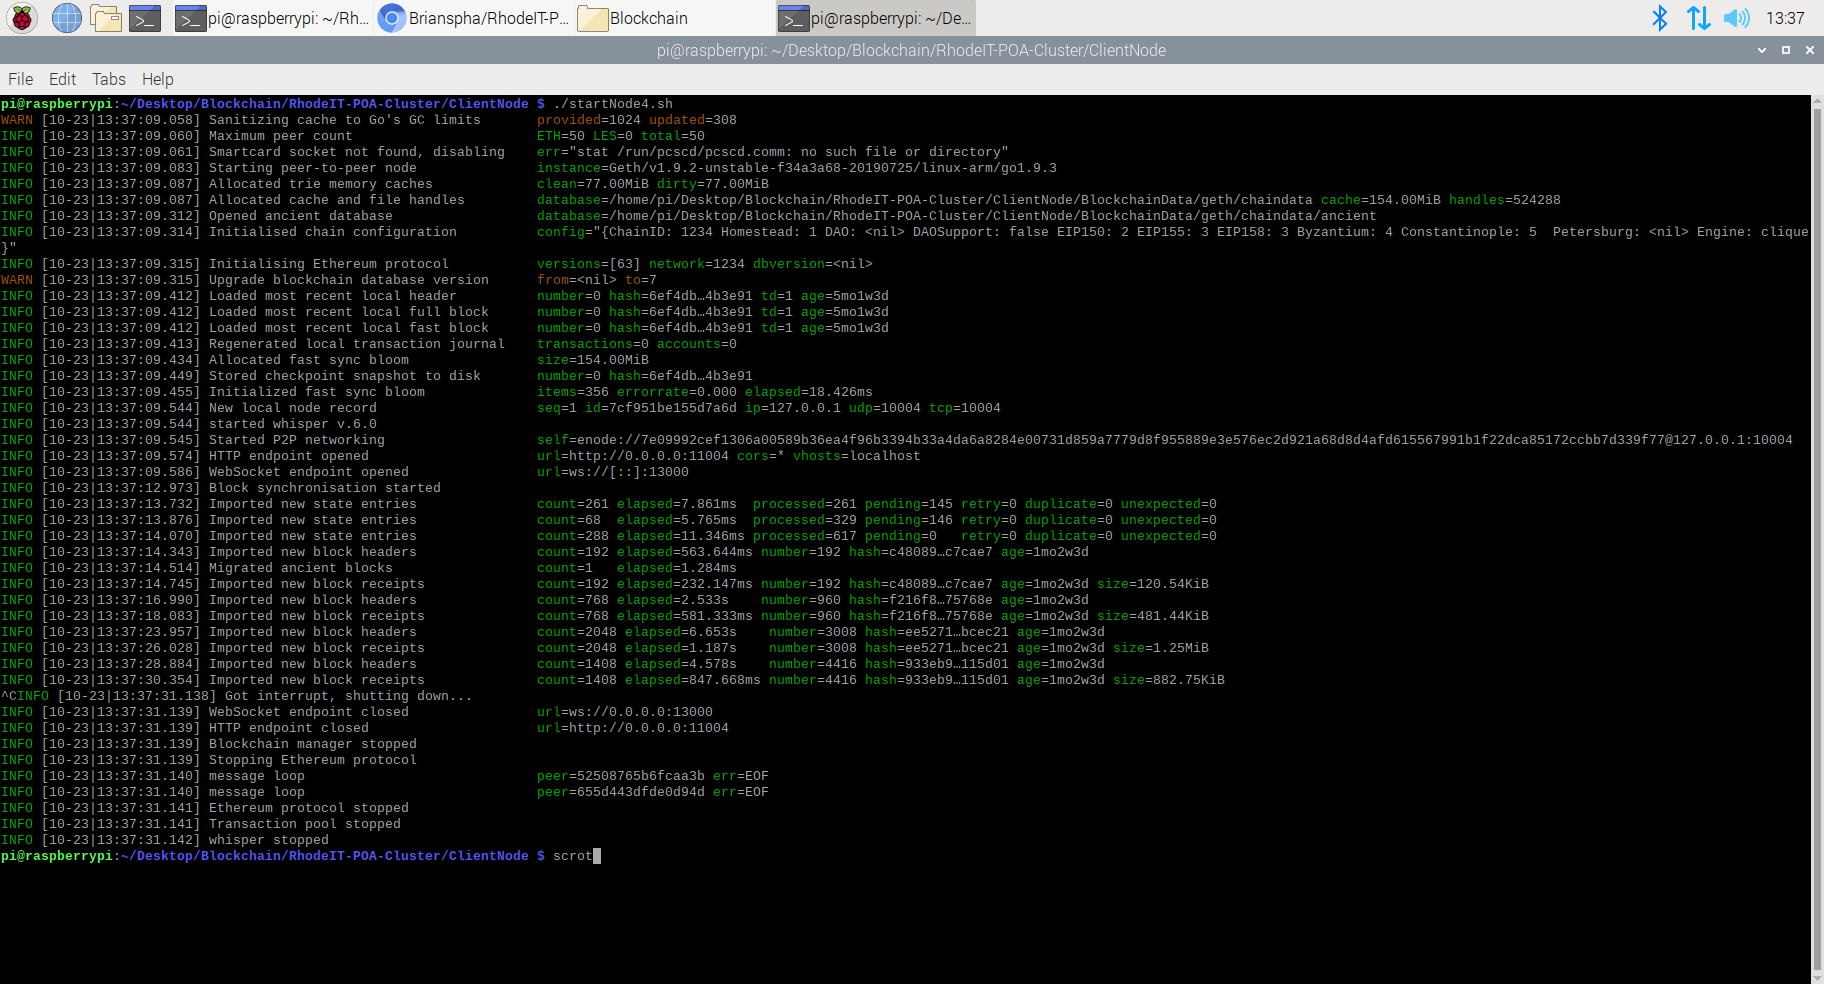 pi@raspberrypi: ~/Rh...
Brianspha/RhodeIT-P...
Blockchain
pi@raspberrypi: ~/De...
13:37
pi@raspberrypi: ~/Desktop/Blockchain/RhodeIT-POA-Cluster/ClientNode
File Edit Tabs Help
pi@raspberrypi:~/Desktop/Blockchain/RhodeIT-POA-Cluster/ClientNode $ ./startNode4.sh
WARN [10-23|13:37:09.058] Sanitizing cache to Go's GC limits provided=1024 updated=308
INFO [10-23|13:37:09.060] Maximum peer count ETH=50 LES=0 total=50
INFO [10-23|13:37:09.061] Smartcard socket not found, disabling err="stat /run/pcscd/pcscd.comm: no such file or directory"
INFO [10-23|13:37:09.083] Starting peer-to-peer node instance=Geth/v1.9.2-unstable-f34a3a68-20190725/linux-arm/go1.9.3
INFO [10-23|13:37:09.087] Allocated trie memory caches clean=77.00MiB dirty=77.00MiB
INFO [10-23|13:37:09.087] Allocated cache and file handles database=/home/pi/Desktop/Blockchain/RhodeIT-POA-Cluster/ClientNode/BlockchainData/geth/chaindata cache=154.00MiB handles=524288
INFO [10-23|13:37:09.312] Opened ancient database database=/home/pi/Desktop/Blockchain/RhodeIT-POA-Cluster/ClientNode/BlockchainData/geth/chaindata/ancient
INFO [10-23|13:37:09.314] Initialised chain configuration config="{ChainID: 1234 Homestead: 1 DAO: <nil> DAOSupport: false EIP150: 2 EIP155: 3 EIP158: 3 Byzantium: 4 Constantinople: 5 Petersburg: <nil> Engine: clique
}"
INFO [10-23|13:37:09.315] Initialising Ethereum protocol versions=[63] network=1234 dbversion=<nil>
WARN [10-23|13:37:09.315] Upgrade blockchain database version from=<nil> to=7
INFO [10-23|13:37:09.412] Loaded most recent local header number=0 hash=6ef4db…4b3e91 td=1 age=5mo1w3d
INFO [10-23|13:37:09.412] Loaded most recent local full block number=0 hash=6ef4db…4b3e91 td=1 age=5mo1w3d
INFO [10-23|13:37:09.412] Loaded most recent local fast block number=0 hash=6ef4db…4b3e91 td=1 age=5mo1w3d
INFO [10-23|13:37:09.413] Regenerated local transaction journal transactions=0 accounts=0
INFO [10-23|13:37:09.434] Allocated fast sync bloom size=154.00MiB
INFO [10-23|13:37:09.449] Stored checkpoint snapshot to disk number=0 hash=6ef4db…4b3e91
INFO [10-23|13:37:09.455] Initialized fast sync bloom items=356 errorrate=0.000 elapsed=18.426ms
INFO [10-23|13:37:09.544] New local node record seq=1 id=7cf951be155d7a6d ip=127.0.0.1 udp=10004 tcp=10004
INFO [10-23|13:37:09.544] started whisper v.6.0
INFO [10-23|13:37:09.545] Started P2P networking self=enode://7e09992cef1306a00589b36ea4f96b3394b33a4da6a8284e00731d859a7779d8f955889e3e576ec2d921a68d8d4afd615567991b1f22dca85172ccbb7d339f77@127.0.0.1:10004
INFO [10-23|13:37:09.574] HTTP endpoint opened url=http://0.0.0.0:11004 cors=* vhosts=localhost
INFO [10-23|13:37:09.586] WebSocket endpoint opened url=ws://[::]:13000
INFO [10-23|13:37:12.973] Block synchronisation started
INFO [10-23|13:37:13.732] Imported new state entries count=261 elapsed=7.861ms processed=261 pending=145 retry=0 duplicate=0 unexpected=0
INFO [10-23|13:37:13.876] Imported new state entries count=68 elapsed=5.765ms processed=329 pending=146 retry=0 duplicate=0 unexpected=0
INFO [10-23|13:37:14.070] Imported new state entries count=288 elapsed=11.346ms processed=617 pending=0 retry=0 duplicate=0 unexpected=0
INFO [10-23|13:37:14.343] Imported new block headers count=192 elapsed=563.644ms number=192 hash=c48089…c7cae7 age=1mo2w3d
INFO [10-23|13:37:14.514] Migrated ancient blocks count=1 elapsed=1.284ms
INFO [10-23|13:37:14.745] Imported new block receipts count=192 elapsed=232.147ms number=192 hash=c48089…c7cae7 age=1mo2w3d size=120.54KiB
INFO [10-23|13:37:16.990] Imported new block headers count=768 elapsed=2.533s number=960 hash=f216f8…75768e age=1mo2w3d
INFO [10-23|13:37:18.083] Imported new block receipts count=768 elapsed=581.333ms number=960 hash=f216f8…75768e age=1mo2w3d size=481.44KiB
INFO [10-23|13:37:23.957] Imported new block headers count=2048 elapsed=6.653s number=3008 hash=ee5271…bcec21 age=1mo2w3d
INFO [10-23|13:37:26.028] Imported new block receipts count=2048 elapsed=1.187s number=3008 hash=ee5271…bcec21 age=1mo2w3d size=1.25MiB
INFO [10-23|13:37:28.884] Imported new block headers count=1408 elapsed=4.578s number=4416 hash=933eb9…115d01 age=1mo2w3d
INFO [10-23|13:37:30.354] Imported new block receipts count=1408 elapsed=847.668ms number=4416 hash=933eb9…115d01 age=1mo2w3d size=882.75KiB
^CINFO [10-23|13:37:31.138] Got interrupt, shutting down...
INFO [10-23|13:37:31.139] WebSocket endpoint closed url=ws://0.0.0.0:13000
INFO [10-23|13:37:31.139] HTTP endpoint closed url=http://0.0.0.0:11004
INFO [10-23|13:37:31.139] Blockchain manager stopped
INFO [10-23|13:37:31.139] Stopping Ethereum protocol
INFO [10-23|13:37:31.140] message loop peer=52508765b6fcaa3b err=EOF
INFO [10-23|13:37:31.140] message loop peer=655d443dfde0d94d err=EOF
INFO [10-23|13:37:31.141] Ethereum protocol stopped
INFO [10-23|13:37:31.141] Transaction pool stopped
INFO [10-23|13:37:31.142] whisper stopped
pi@raspberrypi:~/Desktop/Blockchain/RhodeIT-POA-Cluster/ClientNode $ scrot